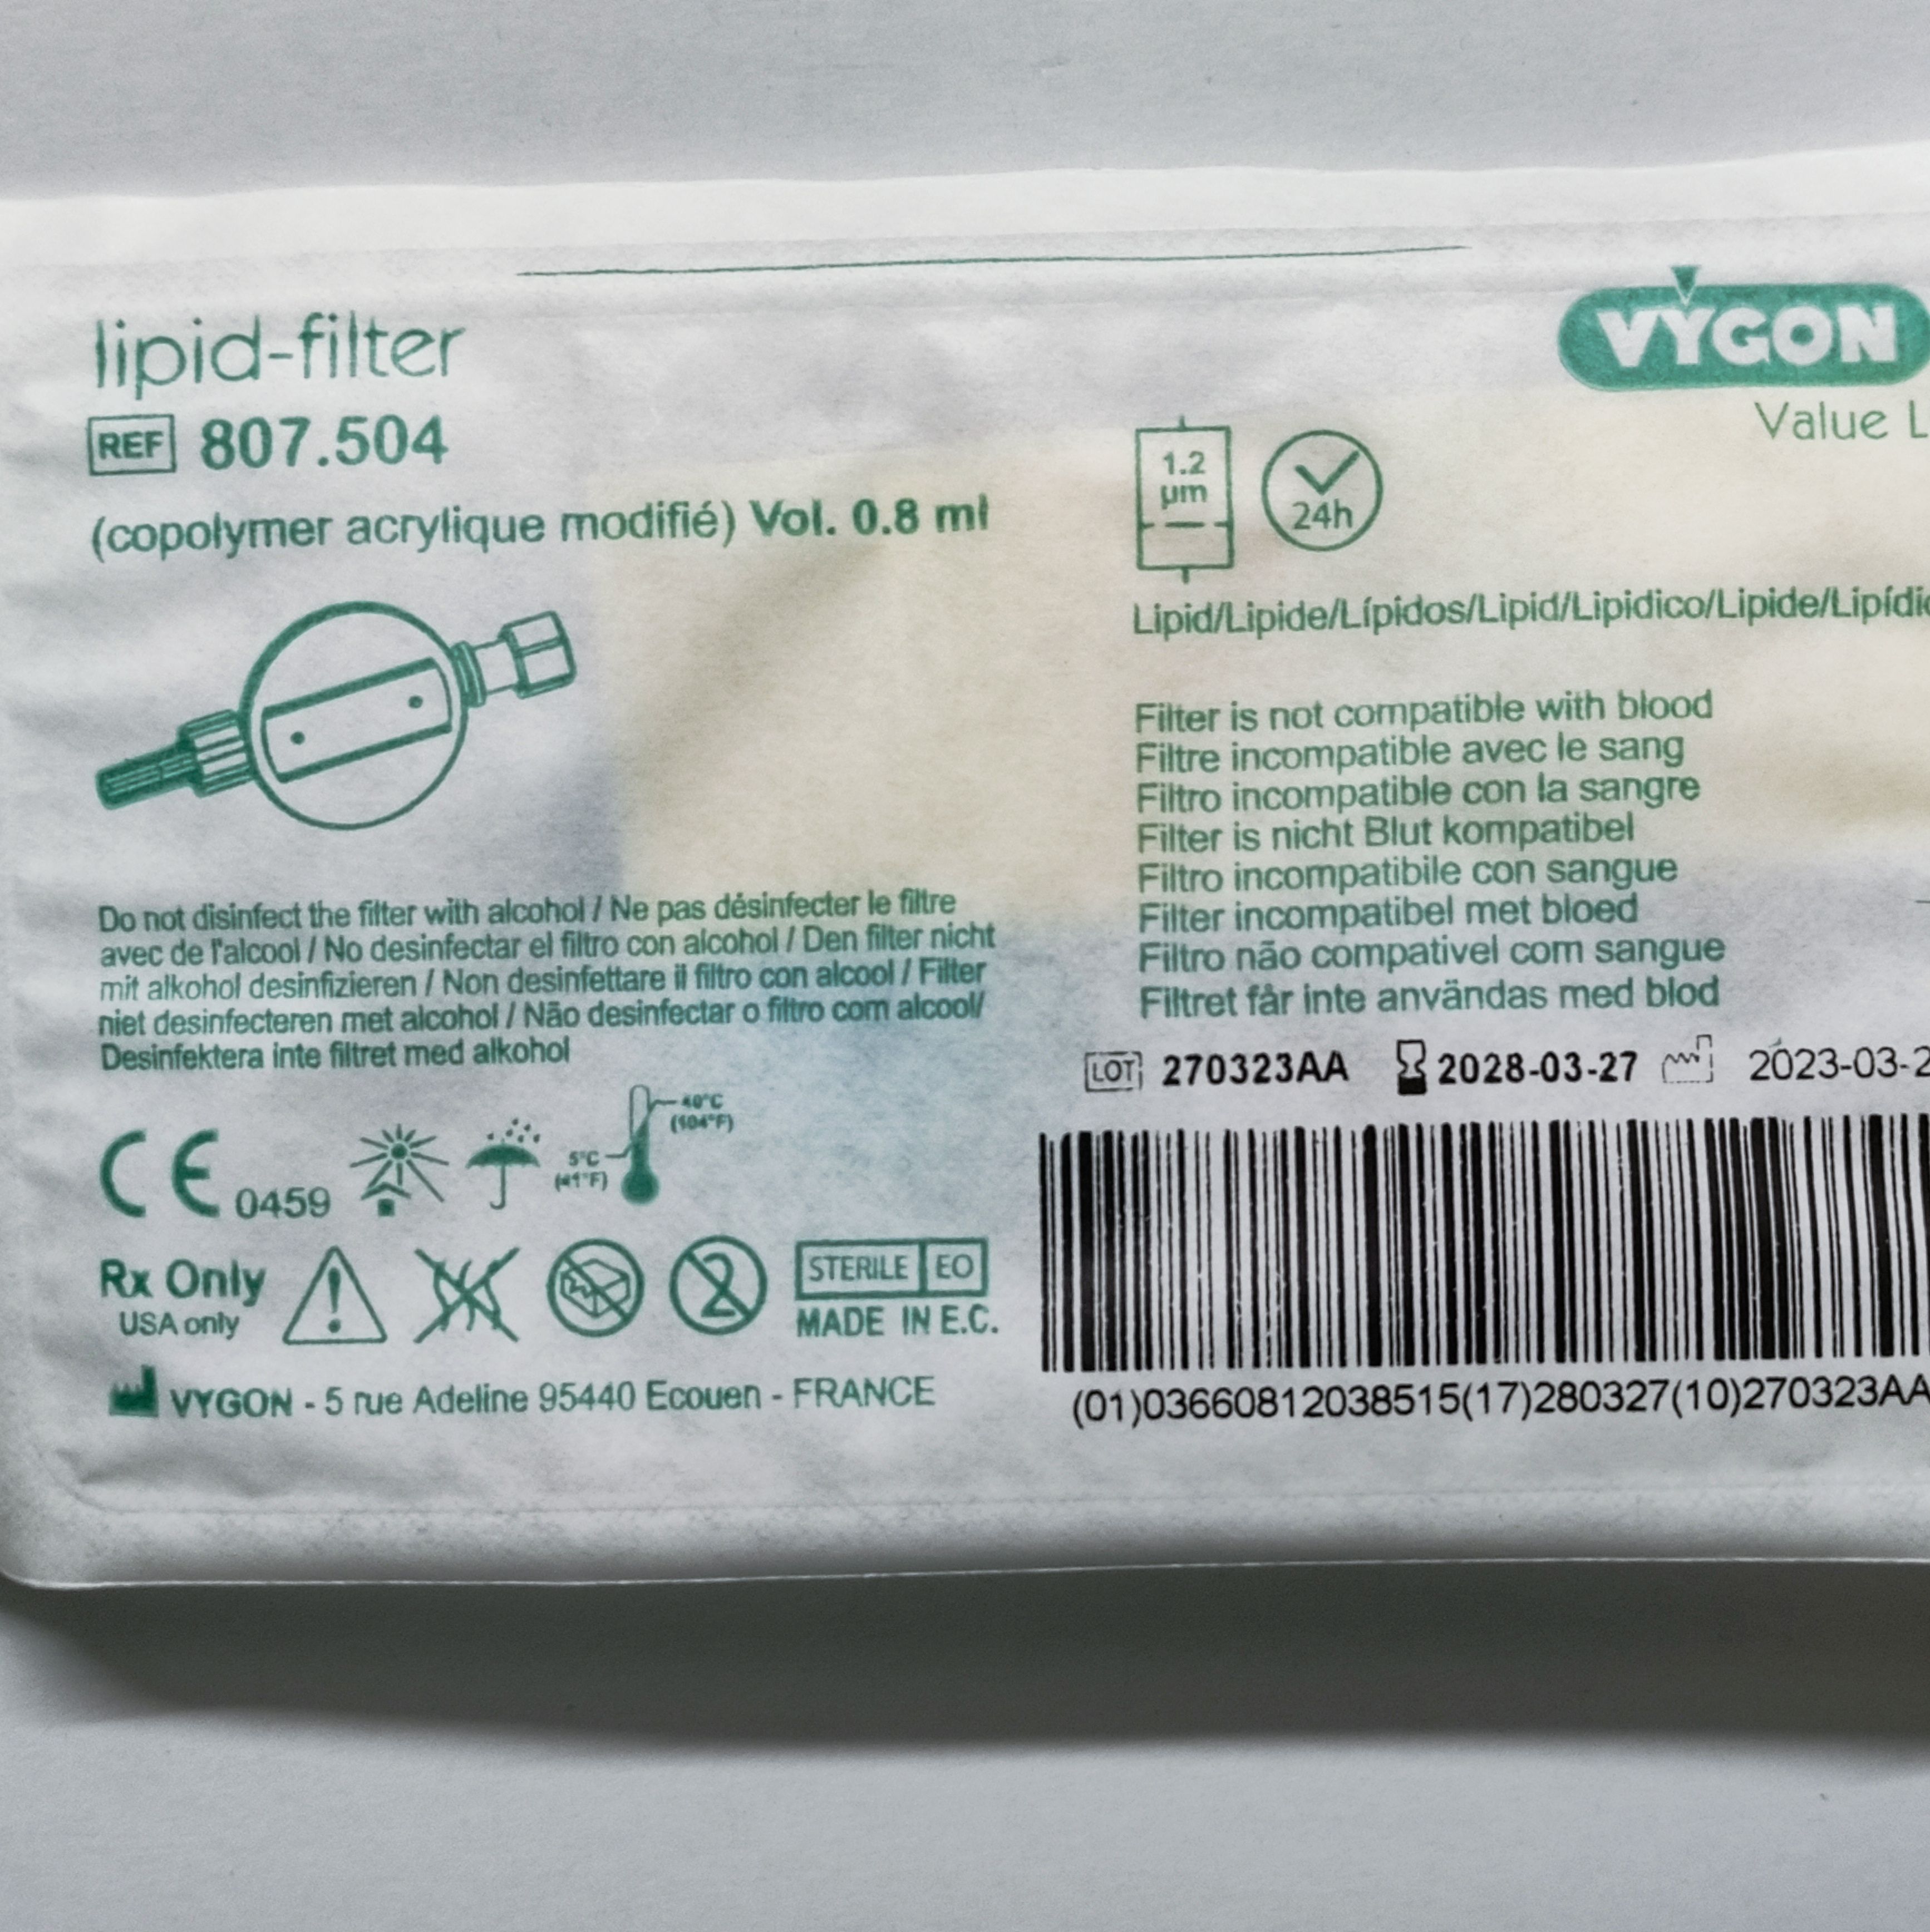 lipid-filter
REF 807.504
(copolymer acrylique modifié) Vol. 0.8 ml
Do not disinfect the filter with alcohol / Ne pas désinfecter le filtre
avec de l'alcool / No desinfectar el filtro con alcohol / Den filter nicht
mit alkohol desinfizieren / Non desinfettare il filtro con alcool / Filter
niet desinfecteren met alcohol / Não desinfectar o filtro com alcool/
Desinfektera inte filtret med alkohol
40°C
(104°F)
5°C
(41°F)
CE 0459
Rx Only
USA only
2
STERILE EO
MADE IN E.C.
VYGON - 5 rue Adeline 95440 Ecouen - FRANCE
VYGON
Value L
1.2
µm
24h
Lipid/Lipide/Lípidos/Lipid/Lipidico/Lipide/Lipídic
Filter is not compatible with blood
Filtre incompatible avec le sang
Filtro incompatible con la sangre
Filter is nicht Blut kompatibel
Filtro incompatibile con sangue
Filter incompatibel met bloed
Filtro não compativel com sangue
Filtret får inte användas med blod
LOT 270323AA 2028-03-27 2023-03-2
(01)03660812038515(17)280327(10)270323AA